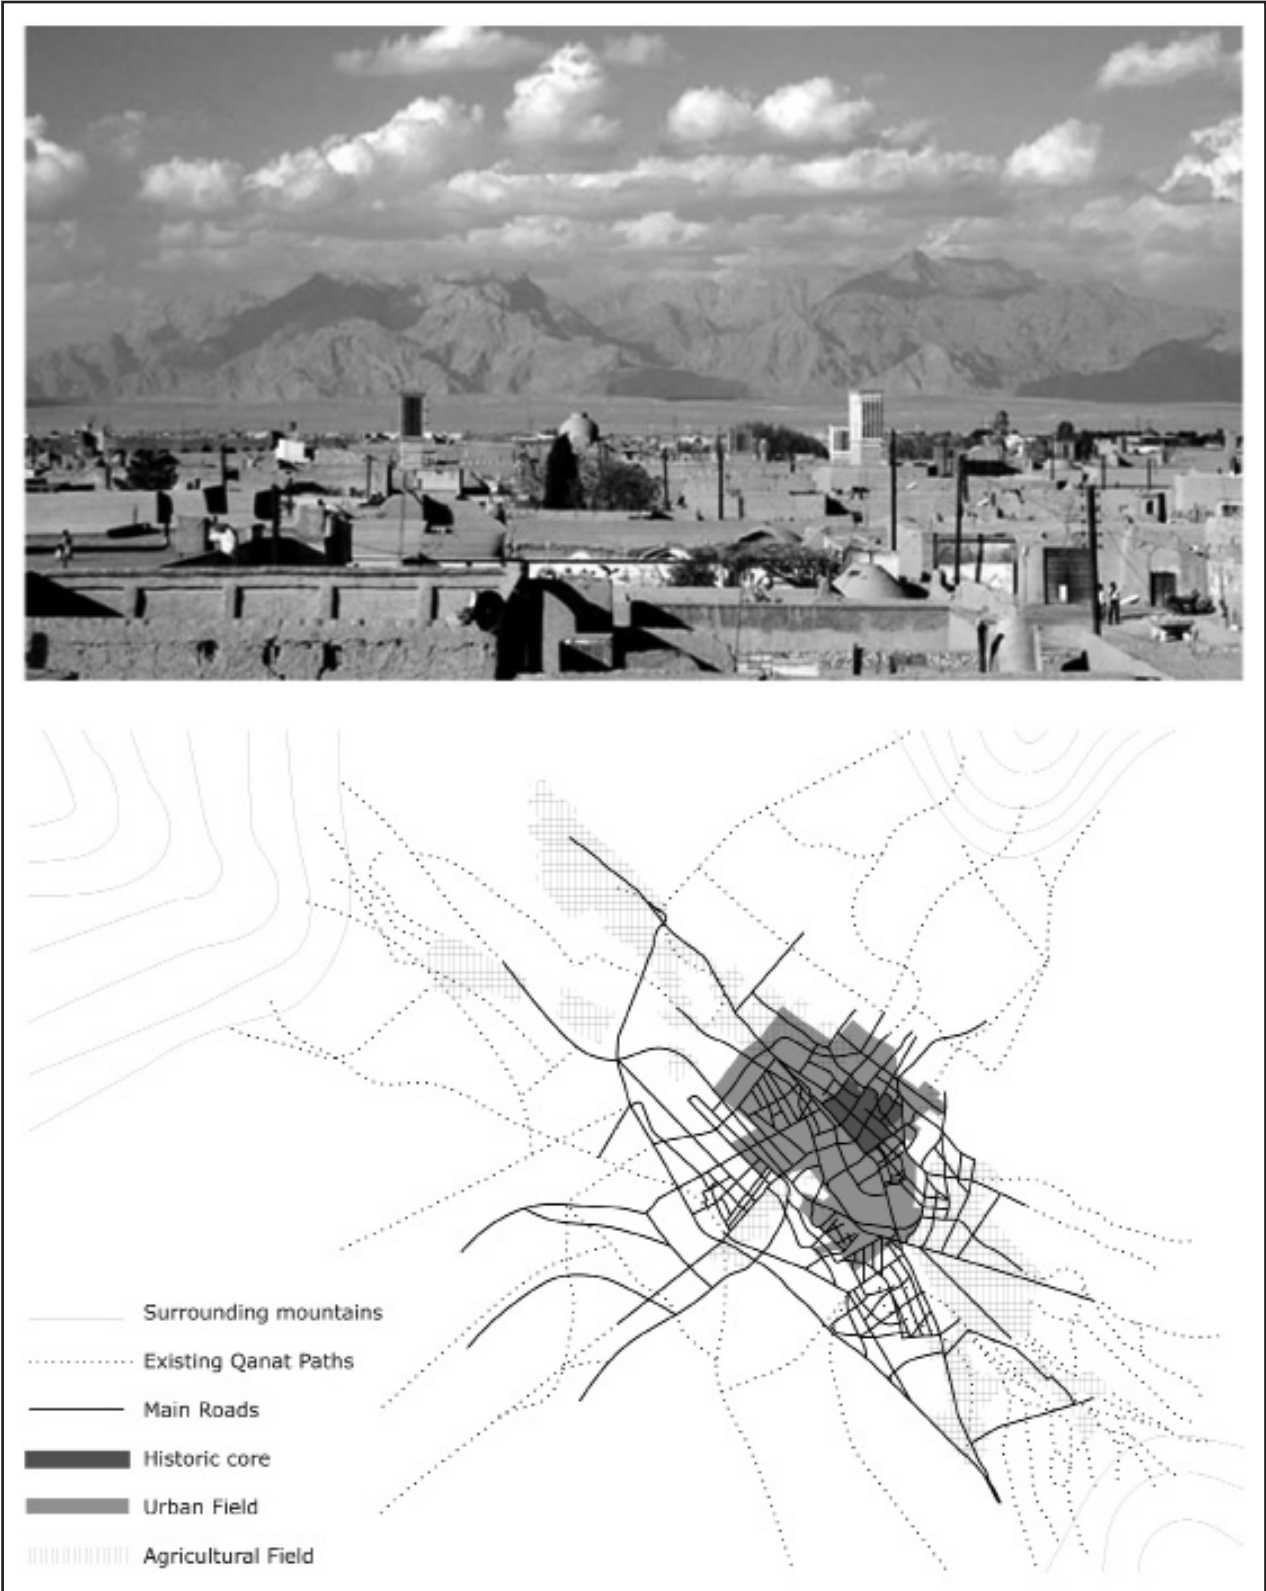 Surrounding mountains
Existing Qanat Paths
Main Roads
Historic core
Urban Field
Agricultural Field